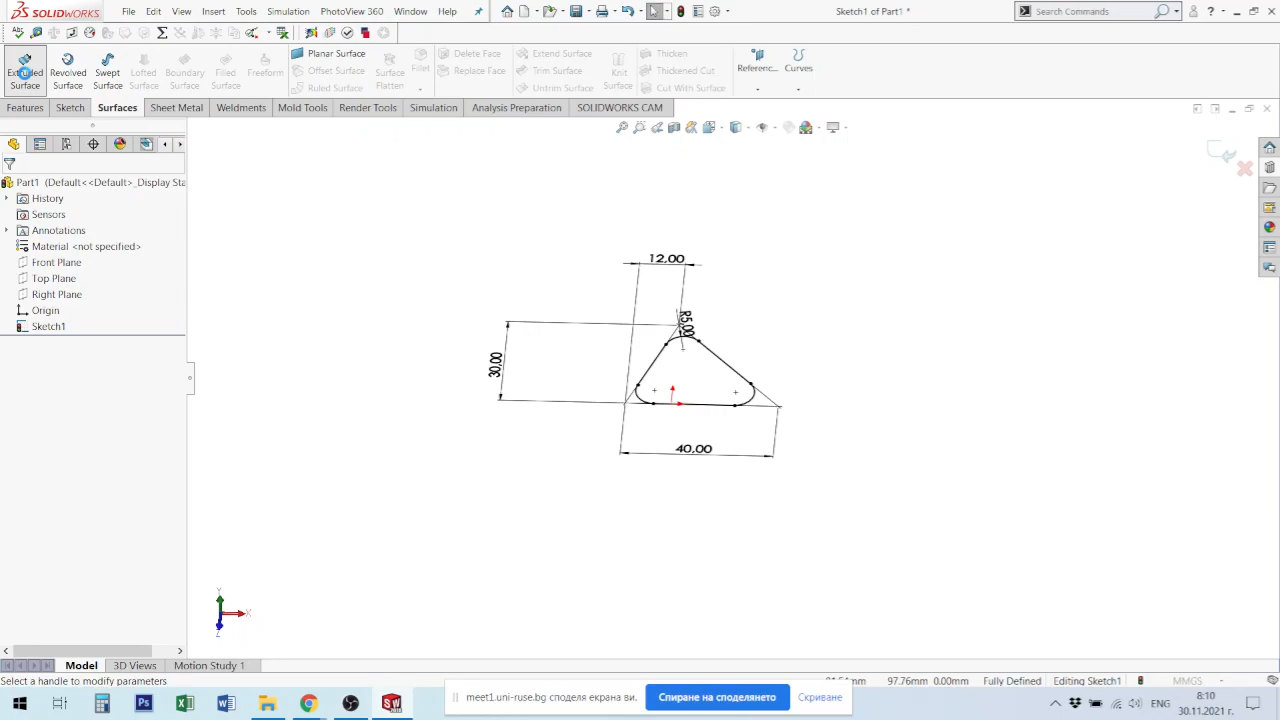 SOLIDWORKS File Edit View Insert Tools Simulation PhotoView 360 Window Help Sketch1 of Part1 * Search Commands
Extruded Surface Revolved Surface Swept Surface Lofted Surface Boundary Surface Filled Surface Freeform
Planar Surface Offset Surface Ruled Surface Surface Flatten Fillet Delete Face Replace Face
Extend Surface Trim Surface Untrim Surface Knit Surface Thicken Thickened Cut Cut With Surface Referenc... Curves
Features Sketch Surfaces Sheet Metal Weldments Mold Tools Render Tools Simulation Analysis Preparation SOLIDWORKS CAM
Part1 (Default<<Default>_Display Sta
History
Sensors
Annotations
Material <not specified>
Front Plane
Top Plane
Right Plane
Origin
Sketch1
12,00
R5,00
30,00
40,00
Y
X
Z
Model 3D Views Motion Study 1
Select a handle to modify parameters 97.76mm 0.00mm Fully Defined Editing Sketch1 MMGS
meet1.uni-ruse.bg споделя екрана ви. Спиране на споделянето Скриване
ЕНG 8:10
30.11.2021 г.